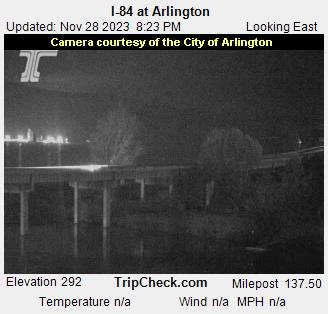 I-84 at Arlington
Updated: Nov 28 2023 8:23 PM Looking East
Camera courtesy of the City of Arlington
Elevation 292 TripCheck.com Milepost 137.50
Temperature n/a Wind n/a MPH n/a